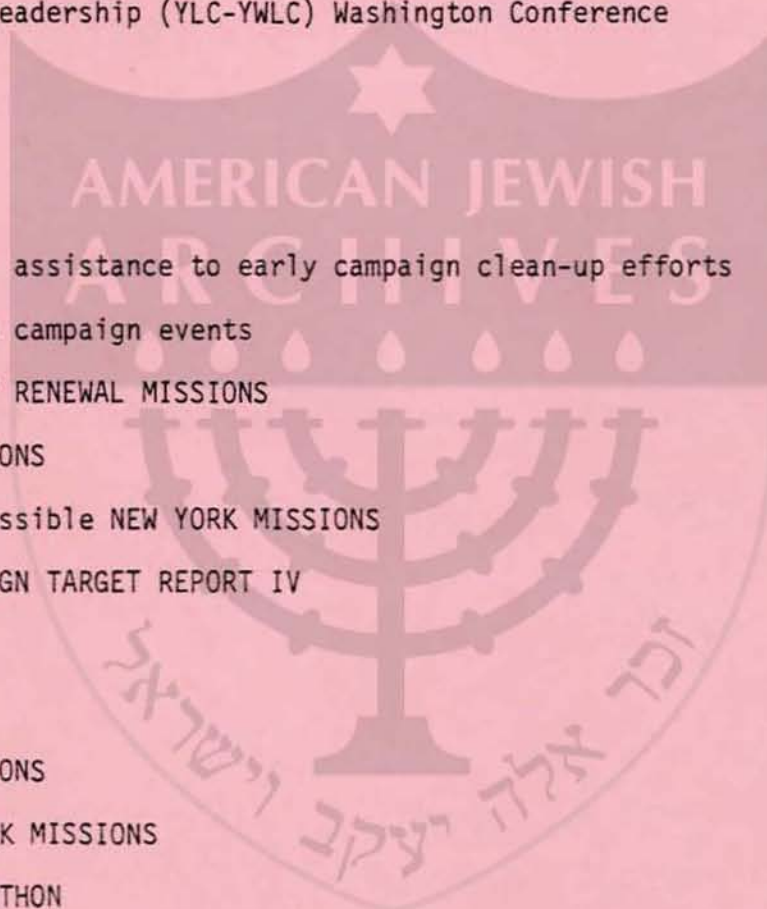 eadership (YLC-YWLC) Washington Conference
AMERICAN JEWISH
ARCHIVES
assistance to early campaign clean-up efforts
campaign events
RENEWAL MISSIONS
ONS
ssible NEW YORK MISSIONS
GN TARGET REPORT IV
זכר אלה יעקב וישראל
ONS
K MISSIONS
THON